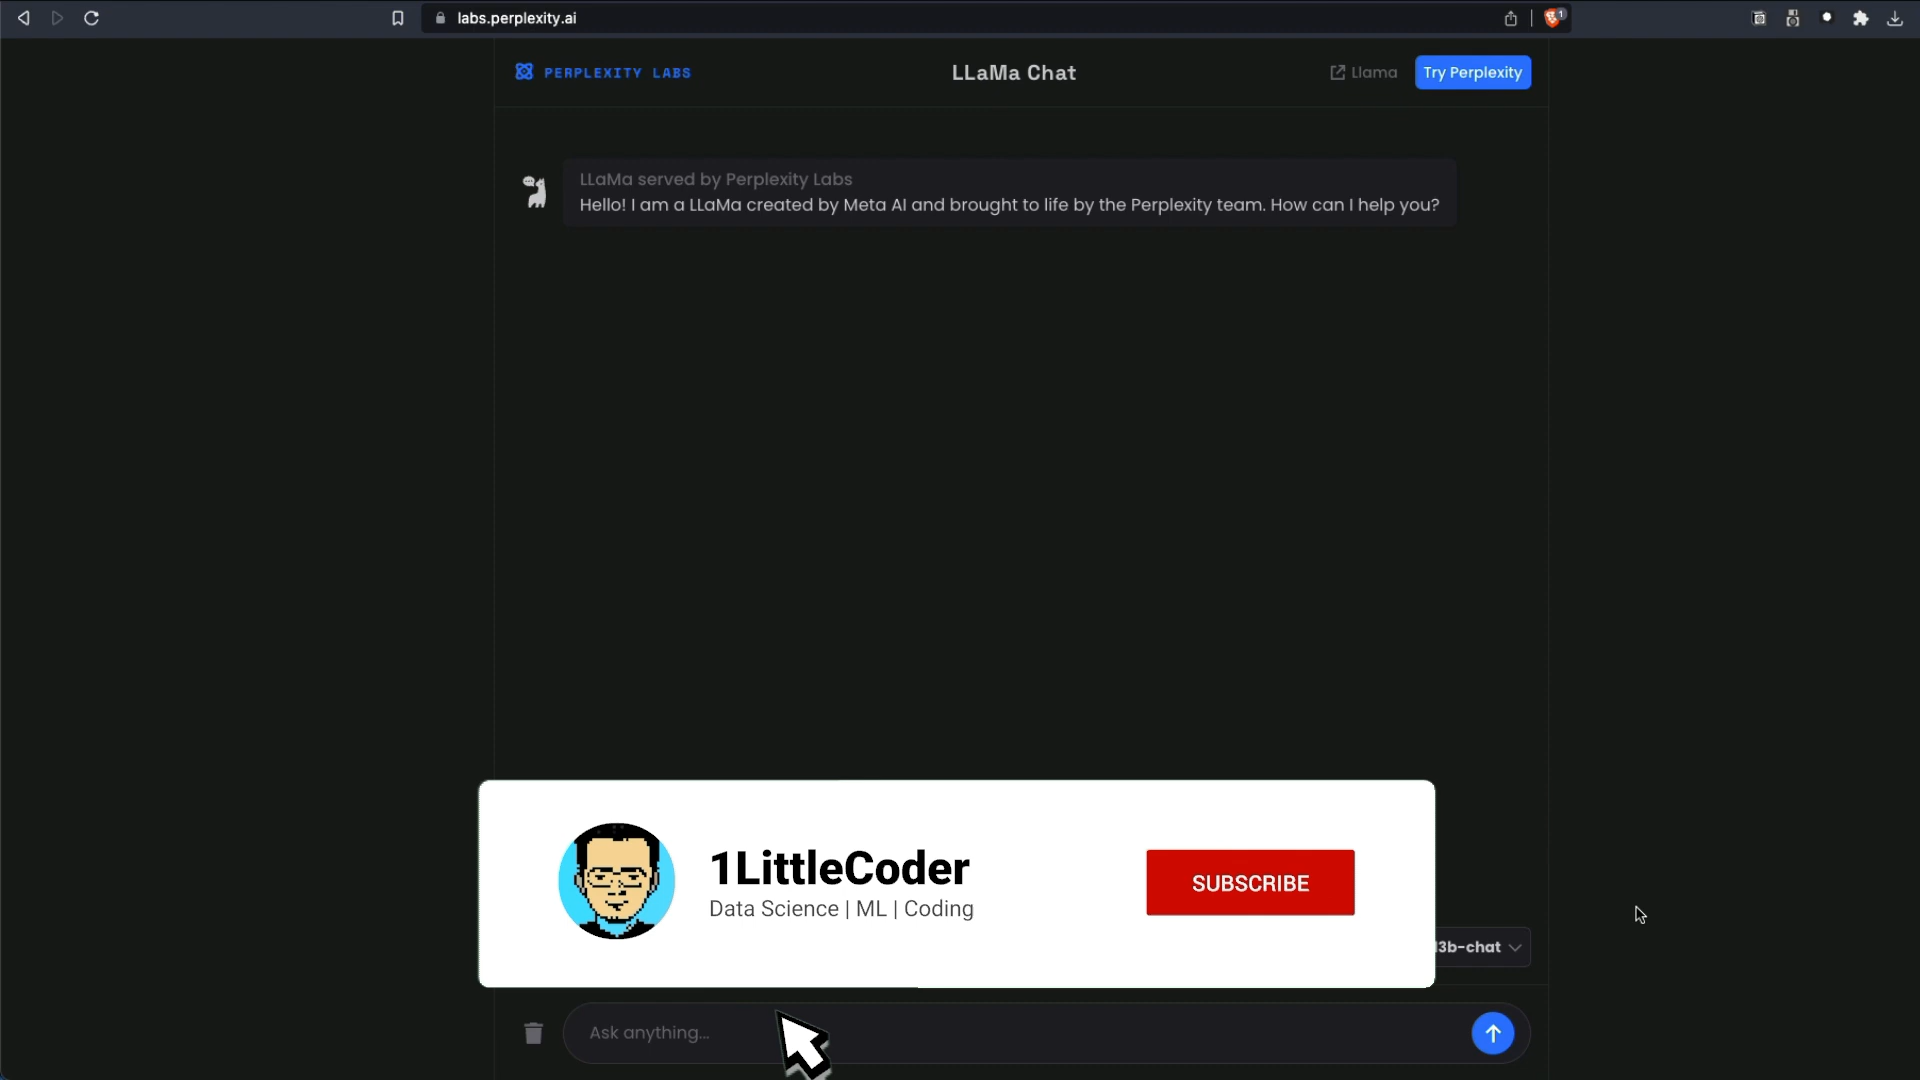 labs.perplexity.ai
1
PERPLEXITY LABS
LLaMa Chat
Llama
Try Perplexity
LLaMa served by Perplexity Labs
Hello! I am a LLaMa created by Meta AI and brought to life by the Perplexity team. How can I help you?
1LittleCoder
Data Science | ML | Coding
SUBSCRIBE
13b-chat
Ask anything...